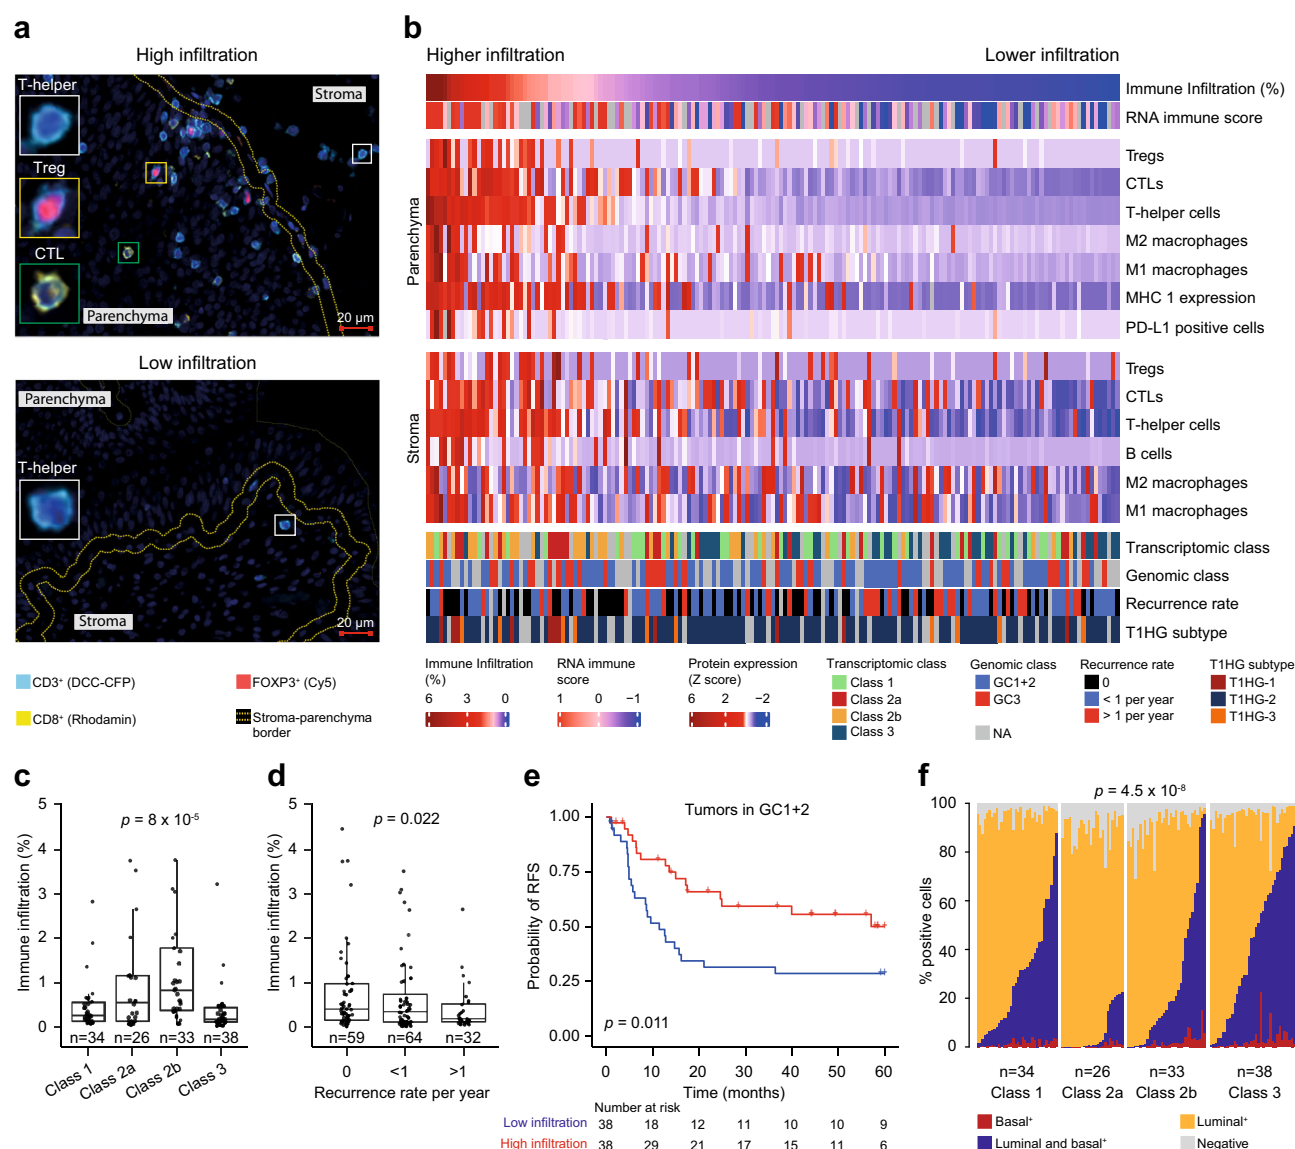 a
High infiltration
T-helper
Stroma
Treg
CTL
Parenchyma
20 µm
Low infiltration
Parenchyma
T-helper
Stroma
20 µm
CD3⁺ (DCC-CFP)
FOXP3⁺ (Cy5)
CD8⁺ (Rhodamin)
Stroma-parenchyma
border
b
Higher infiltration
Lower infiltration
Immune Infiltration (%)
RNA immune score
Parenchyma
Tregs
CTLs
T-helper cells
M2 macrophages
M1 macrophages
MHC 1 expression
PD-L1 positive cells
Stroma
Tregs
CTLs
T-helper cells
B cells
M2 macrophages
M1 macrophages
Transcriptomic class
Genomic class
Recurrence rate
T1HG subtype
Immune Infiltration
(%)
6 3 0
RNA immune
score
1 0 −1
Protein expression
(Z score)
6 2 −2
Transcriptomic class
Class 1
Class 2a
Class 2b
Class 3
Genomic class
GC1+2
GC3
NA
Recurrence rate
0
< 1 per year
> 1 per year
T1HG subtype
T1HG-1
T1HG-2
T1HG-3
c
Immune infiltration (%)
5
4
3
2
1
0
p = 8 x 10⁻⁵
n=34 n=26 n=33 n=38
Class 1 Class 2a Class 2b Class 3
d
Immune infiltration (%)
5
4
3
2
1
0
p = 0.022
n=59 n=64 n=32
0 <1 >1
Recurrence rate per year
e
Probability of RFS
1.00
0.75
0.50
0.25
0.00
Tumors in GC1+2
p = 0.011
0 10 20 30 40 50 60
Time (months)
Number at risk
Low infiltration 38 18 12 11 10 10 9
High infiltration 38 29 21 17 15 11 6
f
p = 4.5 x 10⁻⁸
% positive cells
100
80
60
40
20
0
n=34 n=26 n=33 n=38
Class 1 Class 2a Class 2b Class 3
Basal⁺
Luminal⁺
Luminal and basal⁺
Negative